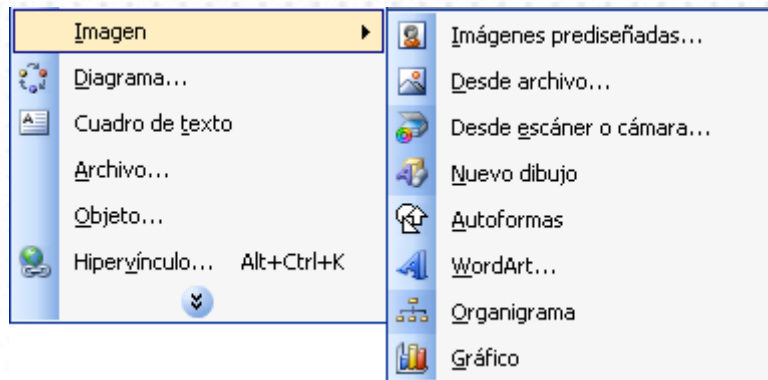 Imagen
Diagrama...
Cuadro de texto
Archivo...
Objeto...
Hipervínculo... Alt+Ctrl+K
Imágenes prediseñadas...
Desde archivo...
Desde escáner o cámara...
Nuevo dibujo
Autoformas
WordArt...
Organigrama
Gráfico